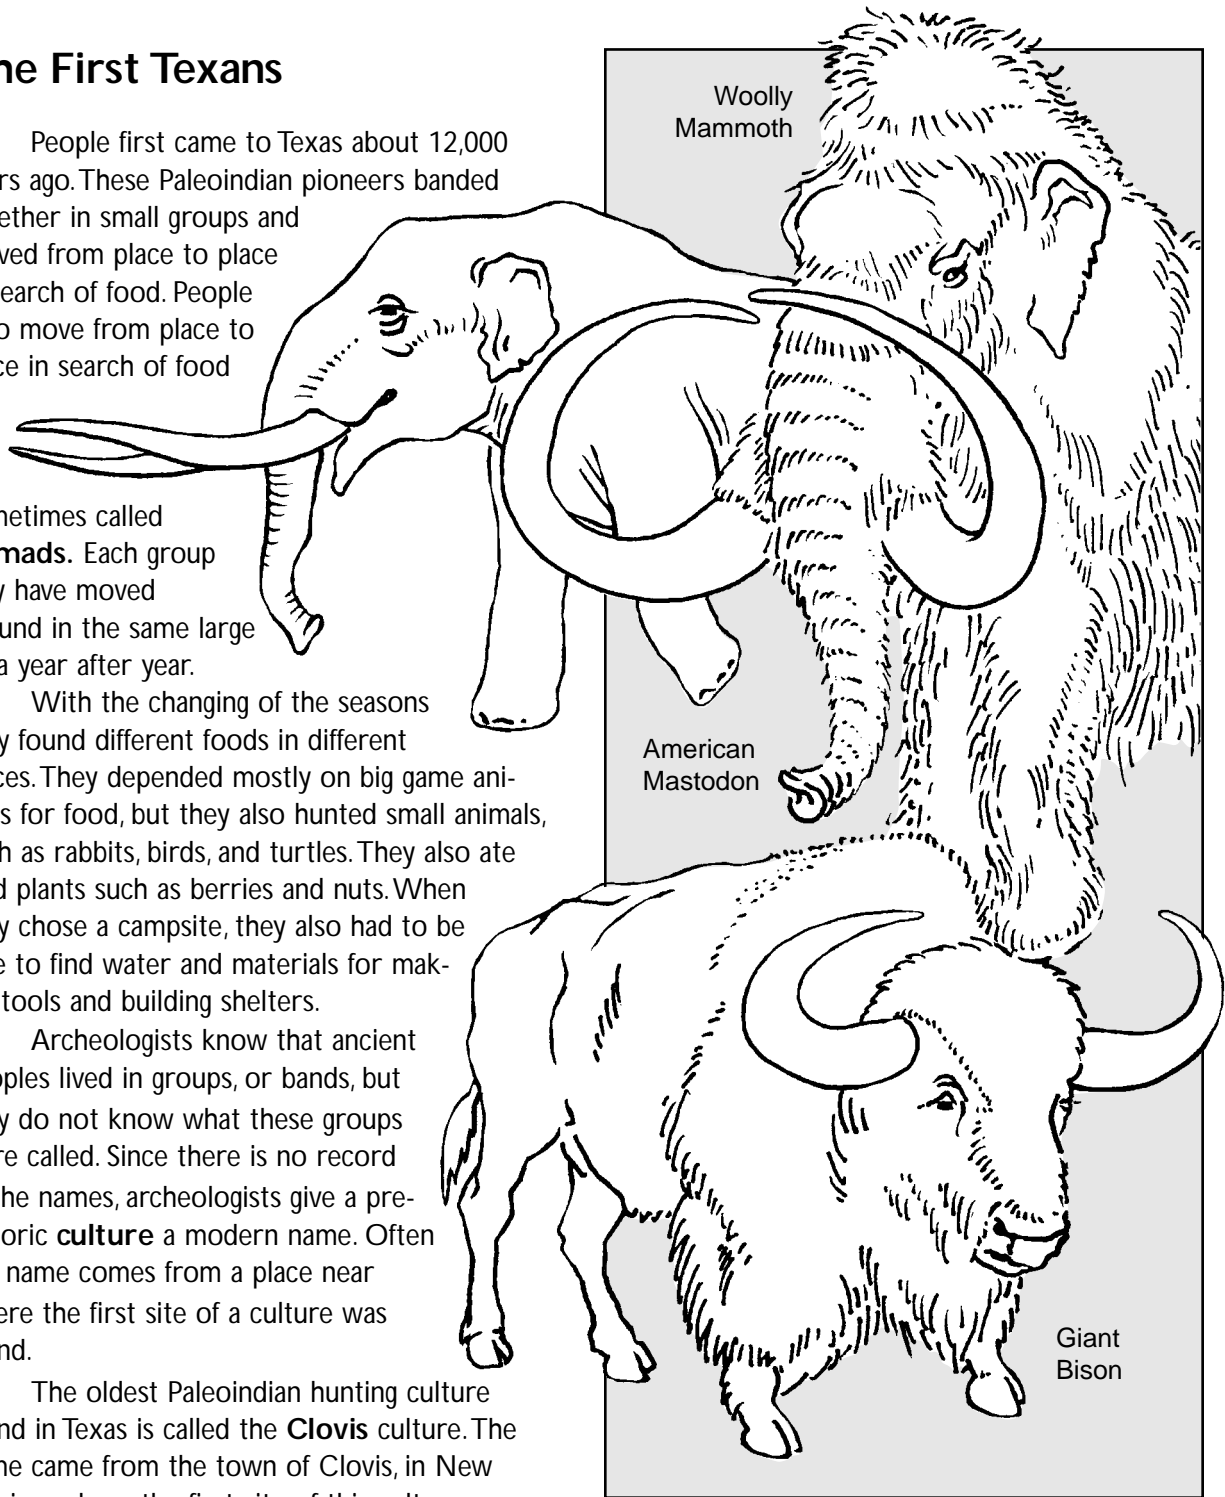 he First Texans
People first came to Texas about 12,000
rs ago. These Paleoindian pioneers banded
ether in small groups and
ved from place to place
earch of food. People
o move from place to
ce in search of food
metimes called
mads. Each group
y have moved
und in the same large
a year after year.
With the changing of the seasons
y found different foods in different
ces. They depended mostly on big game ani-
s for food, but they also hunted small animals,
h as rabbits, birds, and turtles. They also ate
d plants such as berries and nuts. When
y chose a campsite, they also had to be
e to find water and materials for mak-
tools and building shelters.
Archeologists know that ancient
oples lived in groups, or bands, but
y do not know what these groups
re called. Since there is no record
he names, archeologists give a pre-
oric culture a modern name. Often
name comes from a place near
ere the first site of a culture was
nd.
The oldest Paleoindian hunting culture
nd in Texas is called the Clovis culture. The
ne came from the town of Clovis, in New
Woolly
Mammoth
American
Mastodon
Giant
Bison